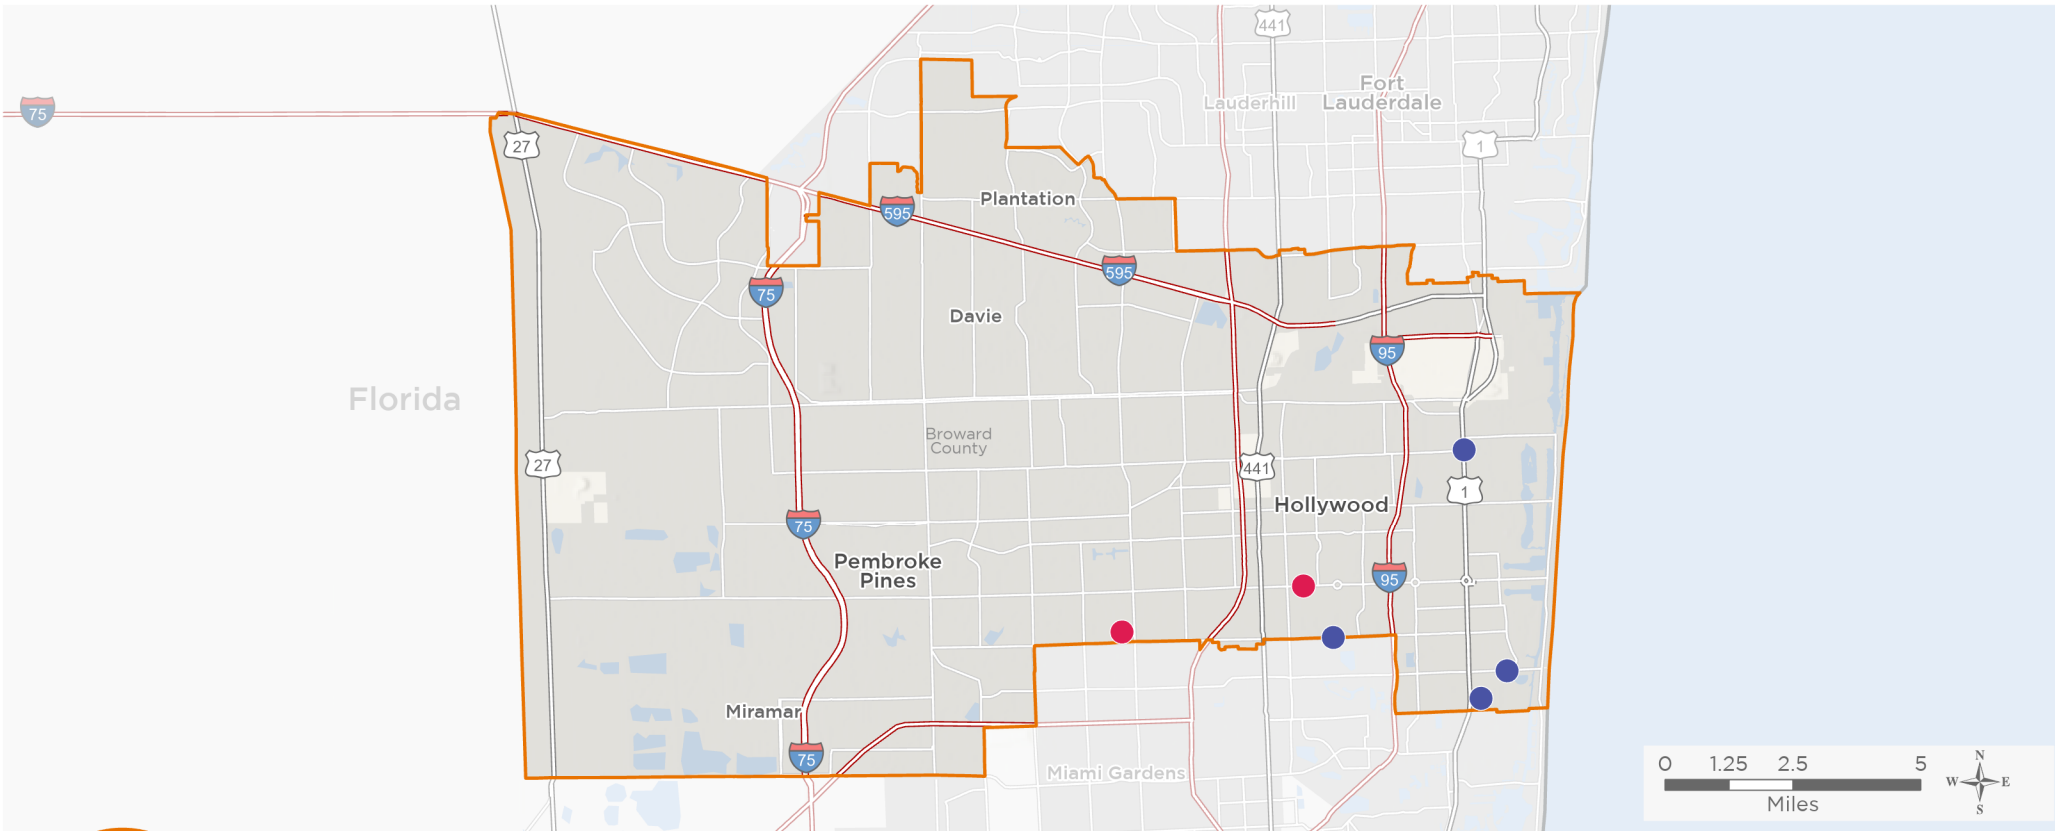 441
Fort
Lauderdale
Lauderhill
75
27
1
Plantation
595
595
75
Davie
95
Florida
Broward
County
27
441
1
Hollywood
75
Pembroke
Pines
95
Miramar
75
Miami Gardens
0 1.25 2.5 5
Miles
N
W E
S